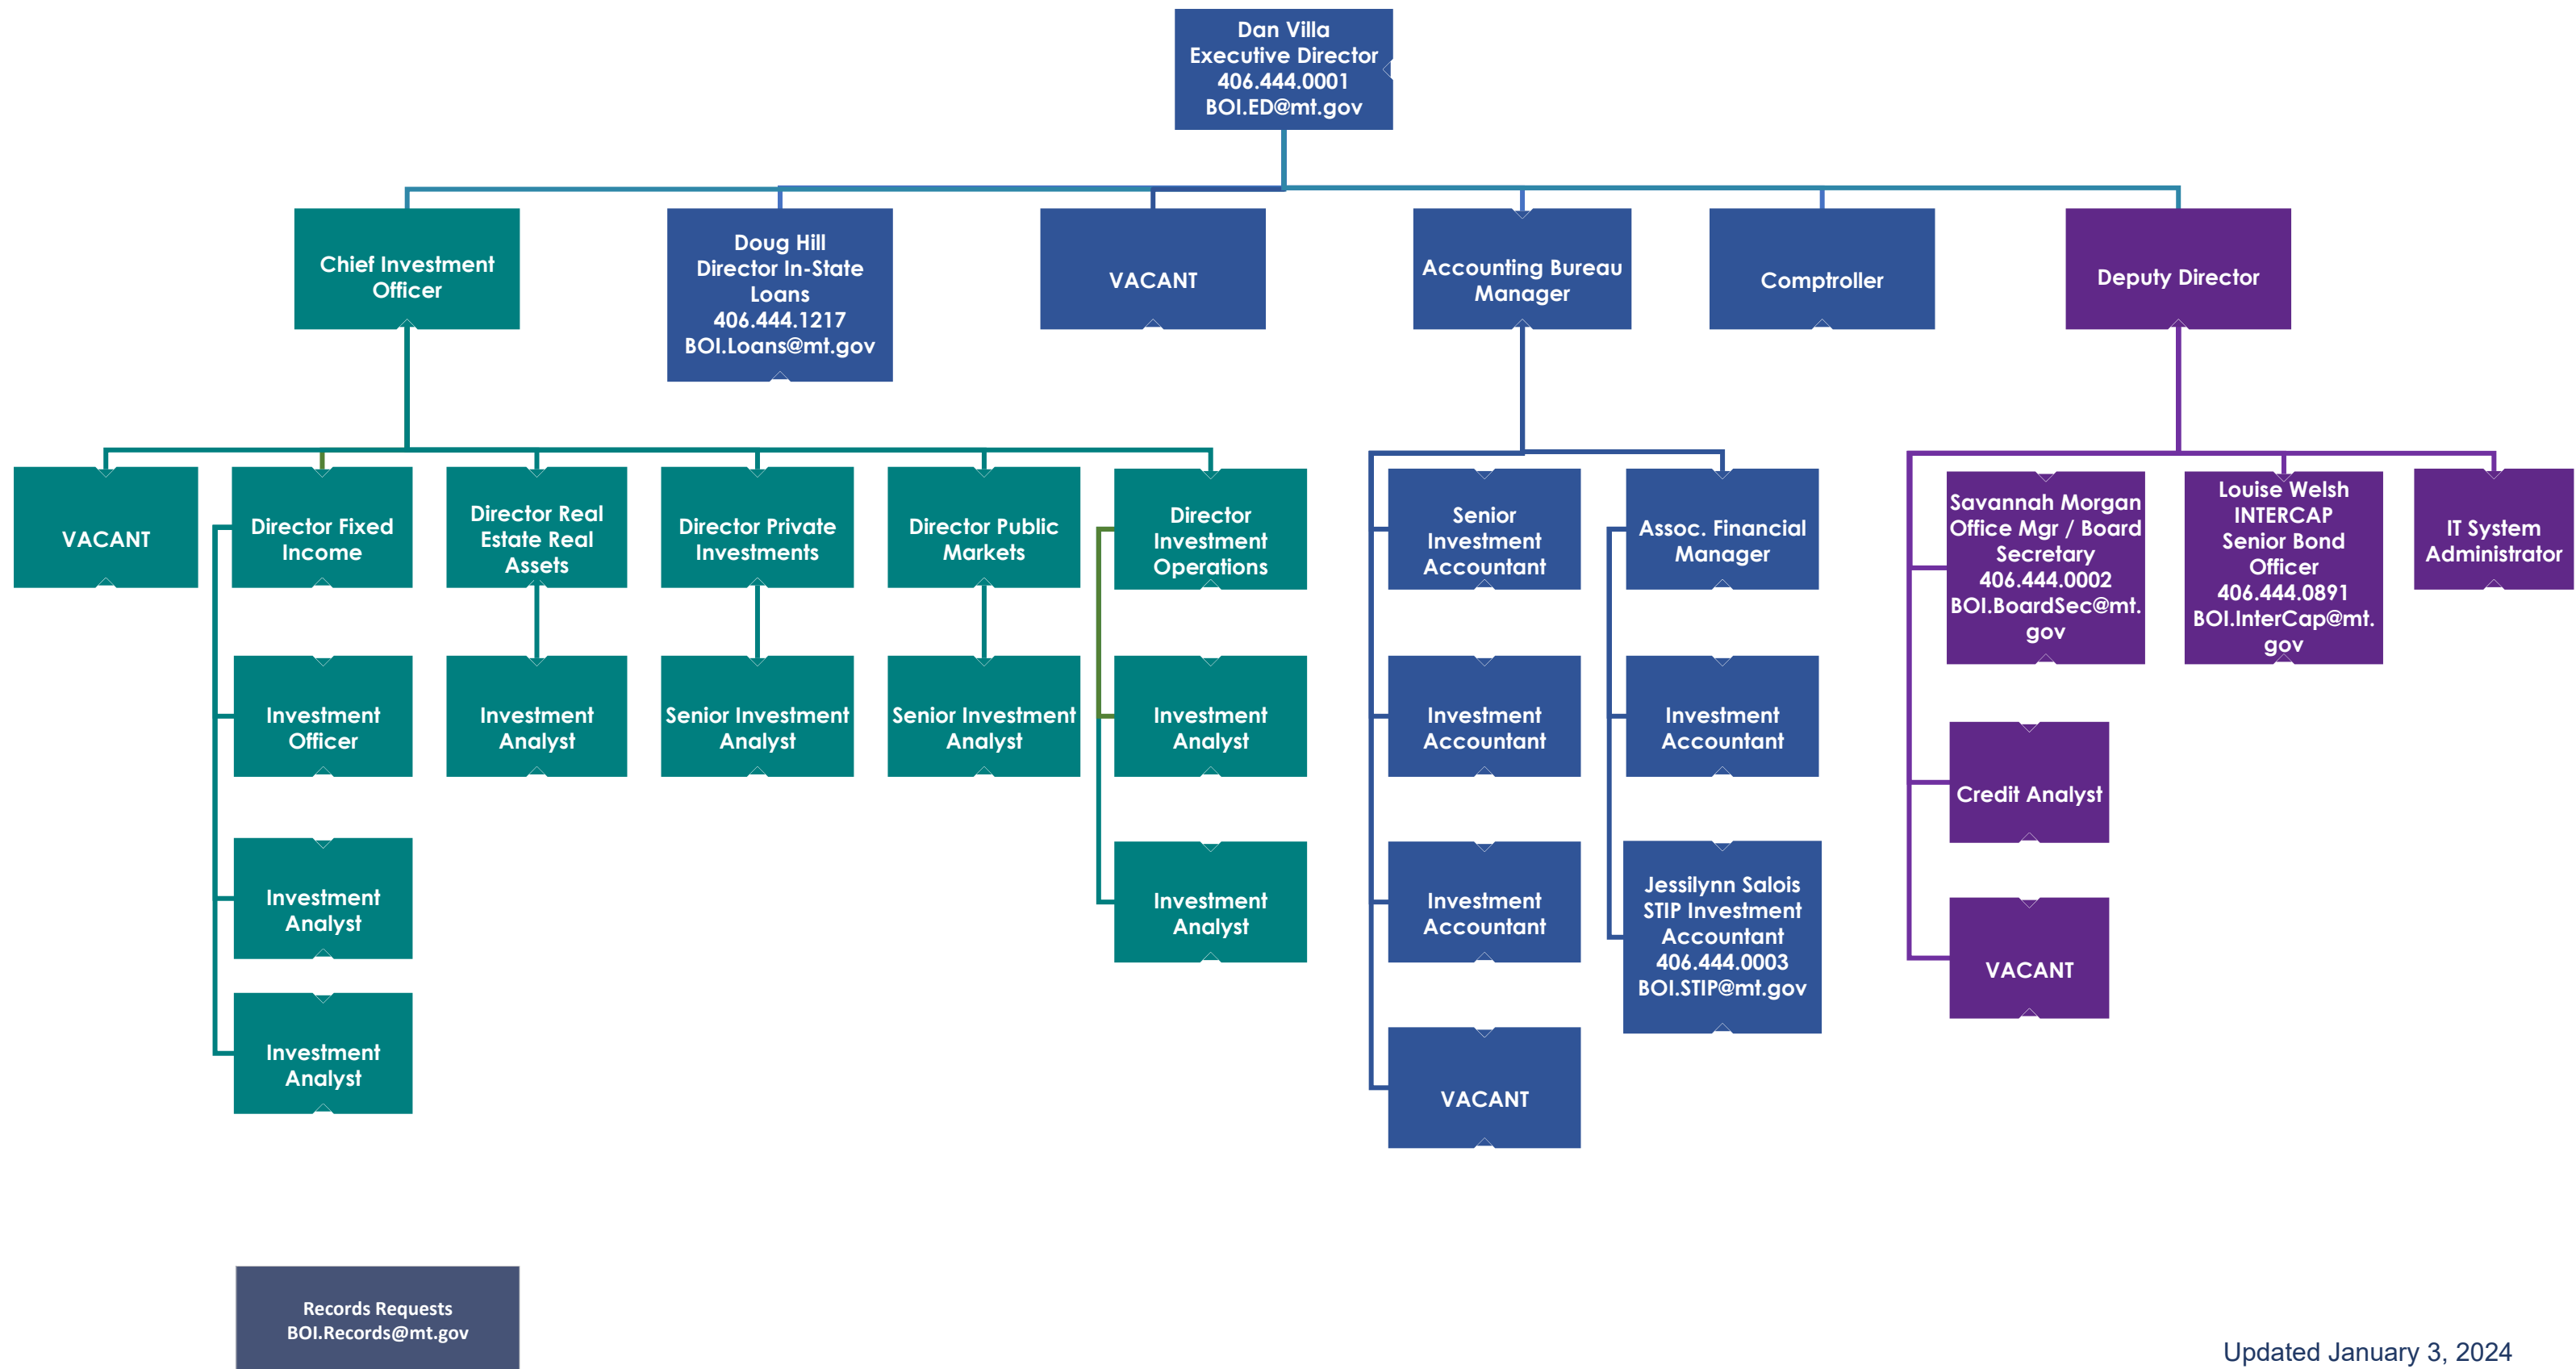 Dan Villa
Executive Director
406.444.0001
BOI.ED@mt.gov
Chief Investment
Officer
Doug Hill
Director In-State
Loans
406.444.1217
BOI.Loans@mt.gov
VACANT
Accounting Bureau
Manager
Comptroller
Deputy Director
VACANT
Director Fixed
Income
Director Real
Estate Real
Assets
Director Private
Investments
Director Public
Markets
Director
Investment
Operations
Senior
Investment
Accountant
Assoc. Financial
Manager
Savannah Morgan
Office Mgr / Board
Secretary
406.444.0002
BOI.BoardSec@mt.
gov
Louise Welsh
INTERCAP
Senior Bond
Officer
406.444.0891
BOI.InterCap@mt.
gov
IT System
Administrator
Investment
Officer
Investment
Analyst
Senior Investment
Analyst
Senior Investment
Analyst
Investment
Analyst
Investment
Accountant
Investment
Accountant
Credit Analyst
Investment
Analyst
Investment
Analyst
Investment
Accountant
Jessilynn Salois
STIP Investment
Accountant
406.444.0003
BOI.STIP@mt.gov
VACANT
Investment
Analyst
VACANT
Records Requests
BOI.Records@mt.gov
Updated January 3, 2024